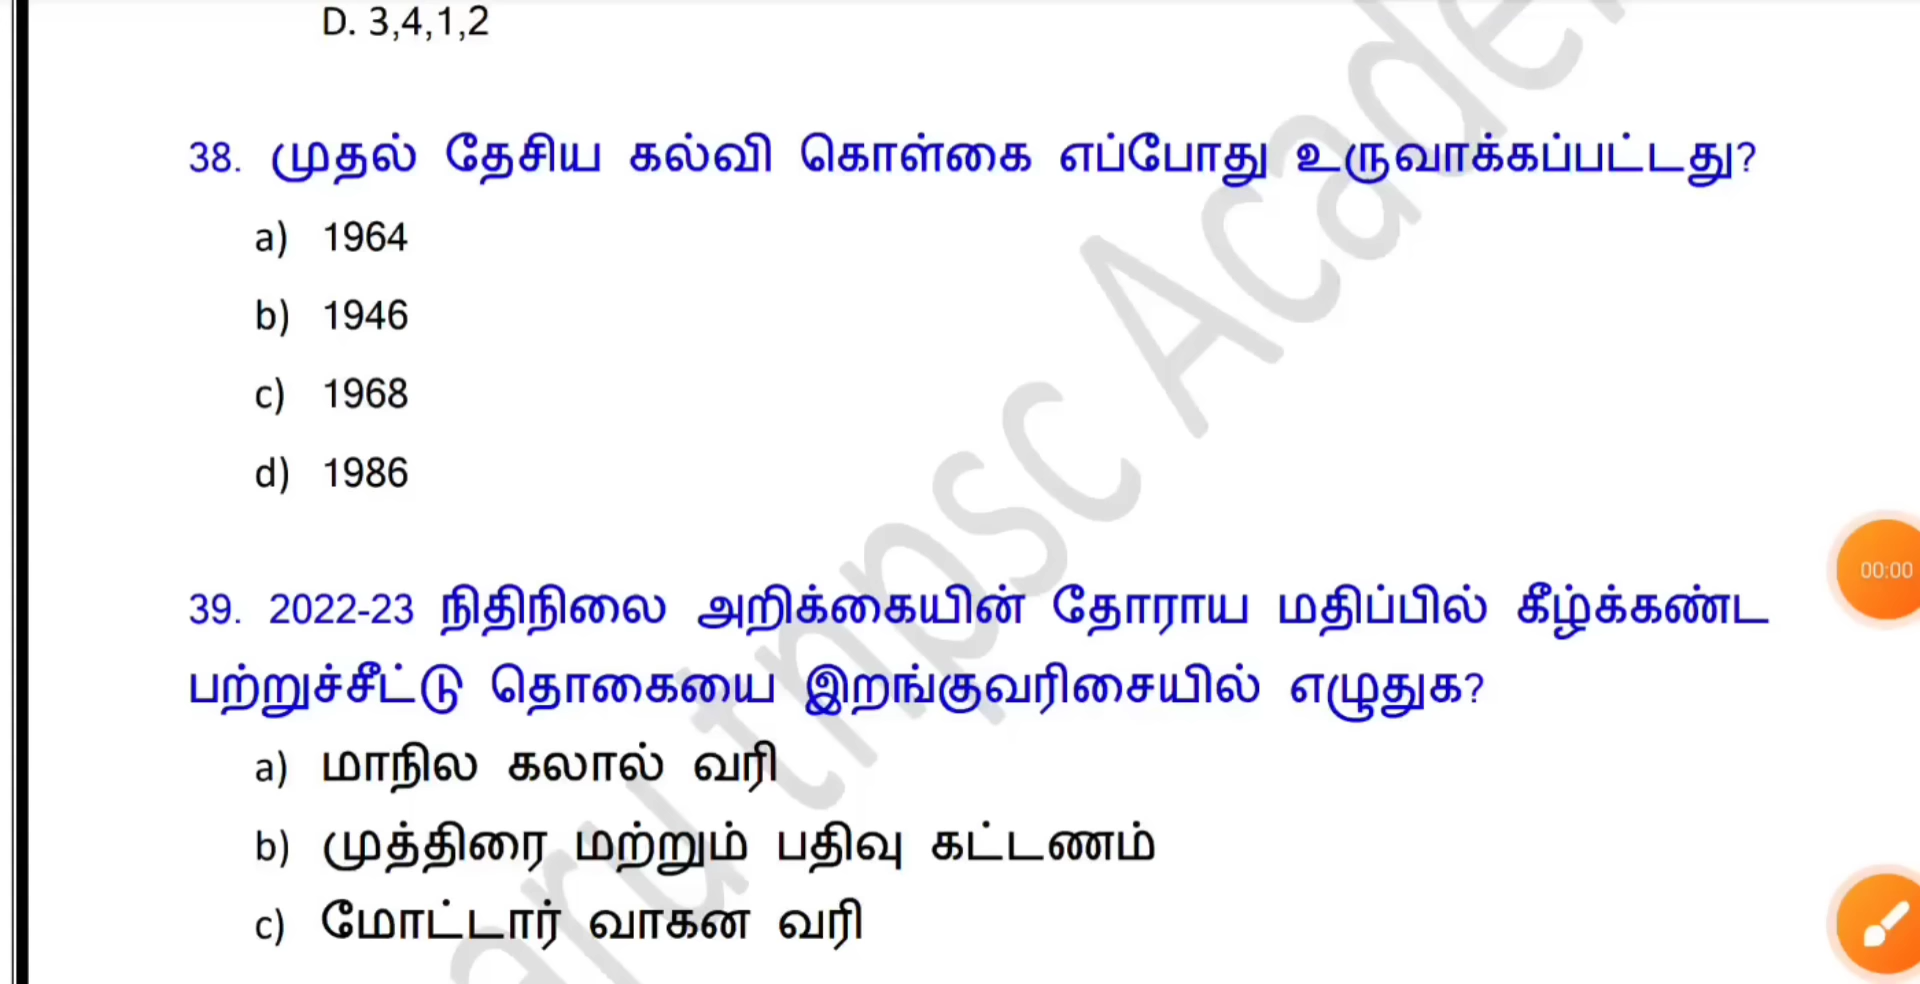 D. 3,4,1,2
38. முதல் தேசிய கல்வி கொள்கை எப்போது உருவாக்கப்பட்டது?
a) 1964
b) 1946
c) 1968
d) 1986
39. 2022-23 நிதிநிலை அறிக்கையின் தோராய மதிப்பில் கீழ்க்கண்ட
பற்றுச்சீட்டு தொகையை இறங்குவரிசையில் எழுதுக?
a) மாநில கலால் வரி
b) முத்திரை மற்றும் பதிவு கட்டணம்
c) மோட்டார் வாகன வரி
00:00
tnpsc